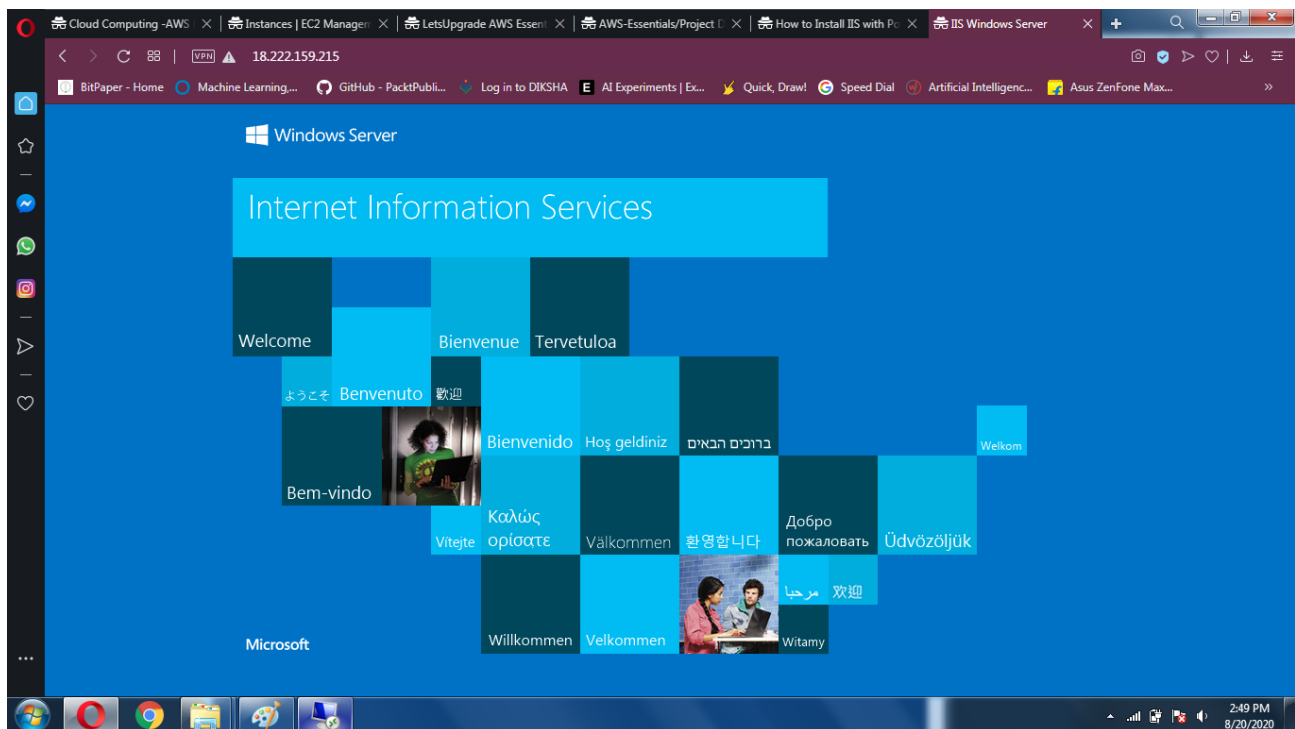 Cloud Computing -AWS
Instances | EC2 Managen
LetsUpgrade AWS Essent
AWS-Essentials/Project D
How to Install IIS with Po
IIS Windows Server
VPN
18.222.159.215
BitPaper - Home
Machine Learning,...
GitHub - PacktPubli...
Log in to DIKSHA
AI Experiments | Ex...
Quick, Draw!
Speed Dial
Artificial Intelligenc...
Asus ZenFone Max...
Windows Server
Internet Information Services
Welcome
Bienvenue
Tervetuloa
ようこそ
Benvenuto
歡迎
Bienvenido
Hoş geldiniz
ברוכים הבאים
Welkom
Bem-vindo
Vítejte
Καλώς
ορίσατε
Välkommen
환영합니다
Добро
пожаловать
Üdvözöljük
مرحبا
欢迎
Willkommen
Velkommen
Witamy
Microsoft
2:49 PM
8/20/2020